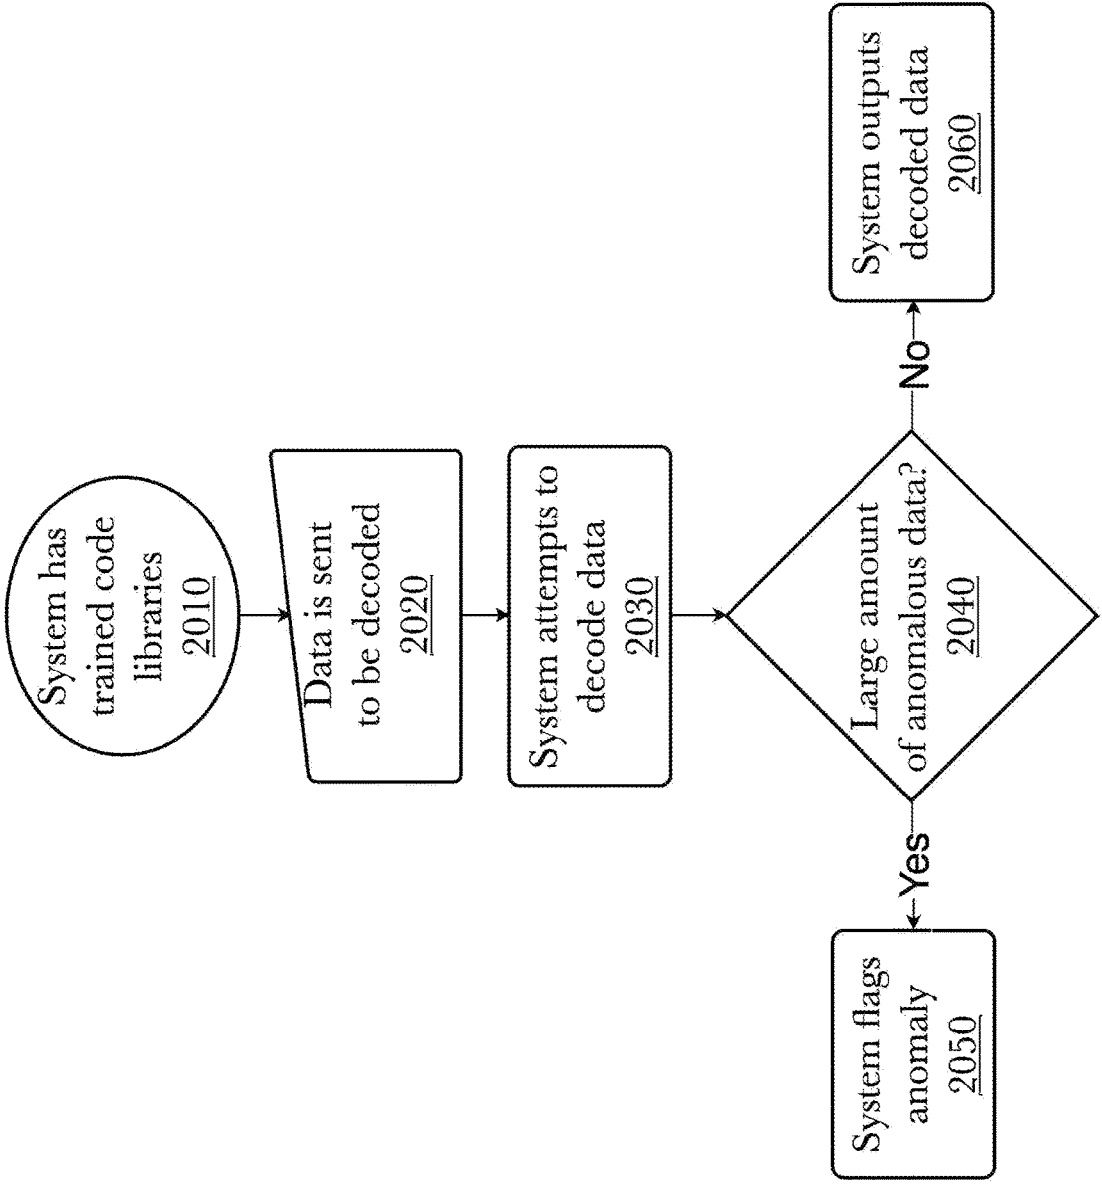 System has
trained code
libraries
2010
Data is sent
to be decoded
2020
System attempts to
decode data
2030
Large amount
of anomalous data?
2040
Yes
System flags
anomaly
2050
No
System outputs
decoded data
2060